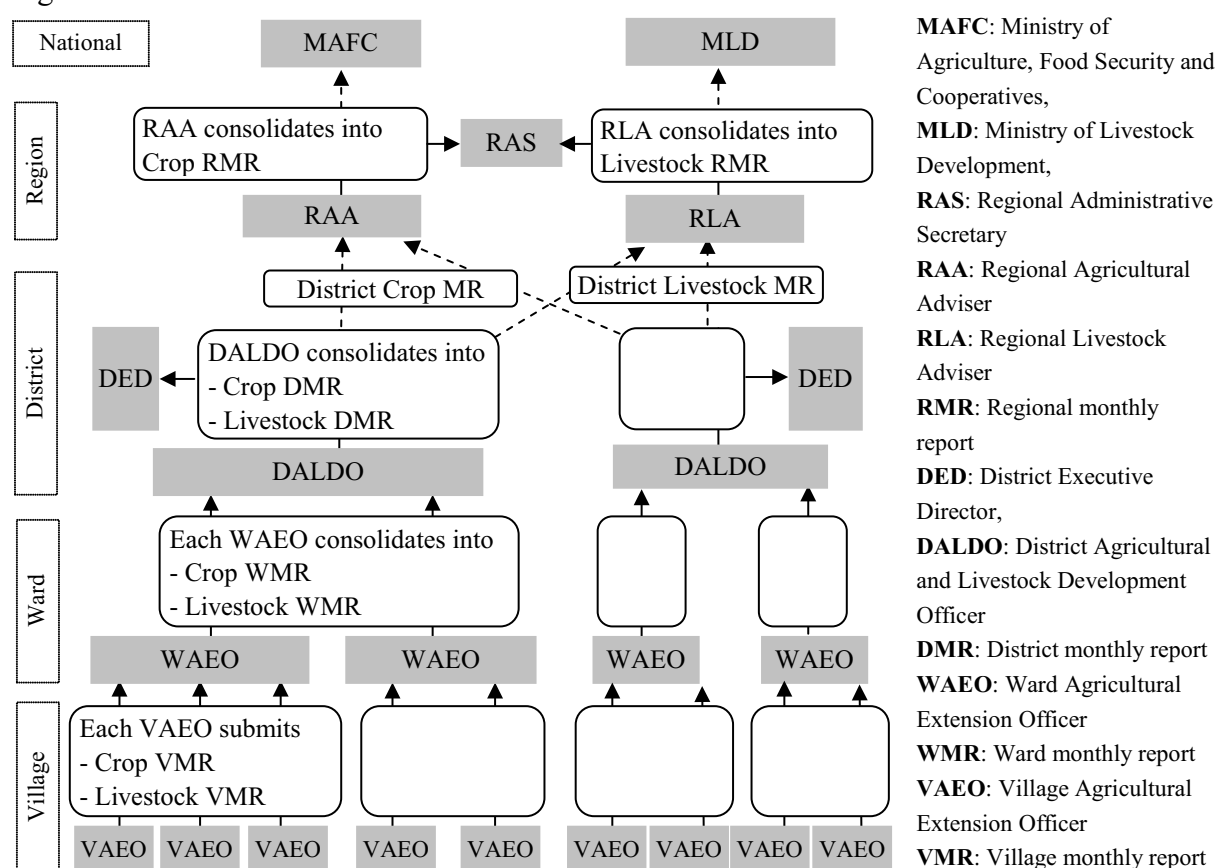 National
MAFC
MLD
Region
RAA consolidates into
Crop RMR
RAS
RLA consolidates into
Livestock RMR
RAA
RLA
District
District Crop MR
District Livestock MR
DED
DALDO consolidates into
- Crop DMR
- Livestock DMR
DED
DALDO
DALDO
Ward
Each WAEO consolidates into
- Crop WMR
- Livestock WMR
WAEO
WAEO
WAEO
WAEO
Village
Each VAEO submits
- Crop VMR
- Livestock VMR
VAEO
VAEO
VAEO
VAEO
VAEO
VAEO
VAEO
VAEO
VAEO
MAFC: Ministry of
Agriculture, Food Security and
Cooperatives,
MLD: Ministry of Livestock
Development,
RAS: Regional Administrative
Secretary
RAA: Regional Agricultural
Adviser
RLA: Regional Livestock
Adviser
RMR: Regional monthly
report
DED: District Executive
Director,
DALDO: District Agricultural
and Livestock Development
Officer
DMR: District monthly report
WAEO: Ward Agricultural
Extension Officer
WMR: Ward monthly report
VAEO: Village Agricultural
Extension Officer
VMR: Village monthly report